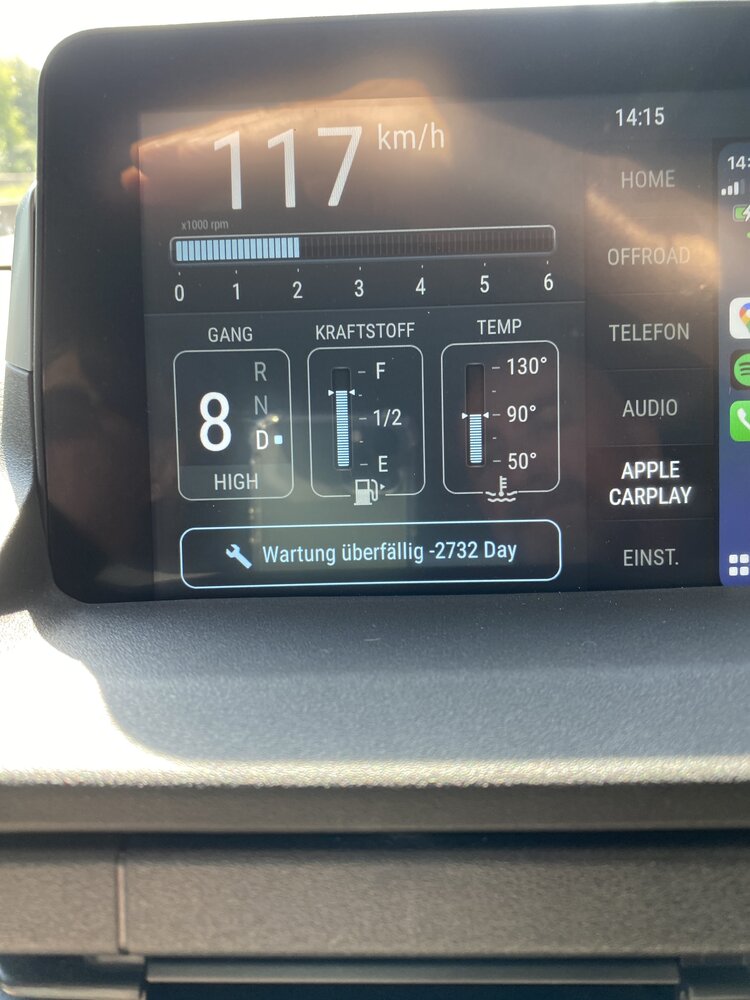 117 km/h
x1000 rpm
0 1 2 3 4 5 6
GANG
8
R
N
D
HIGH
KRAFTSTOFF
F
1/2
E
TEMP
130°
90°
50°
Wartung überfällig -2732 Day
14:15
HOME
OFFROAD
TELEFON
AUDIO
APPLE
CARPLAY
EINST.